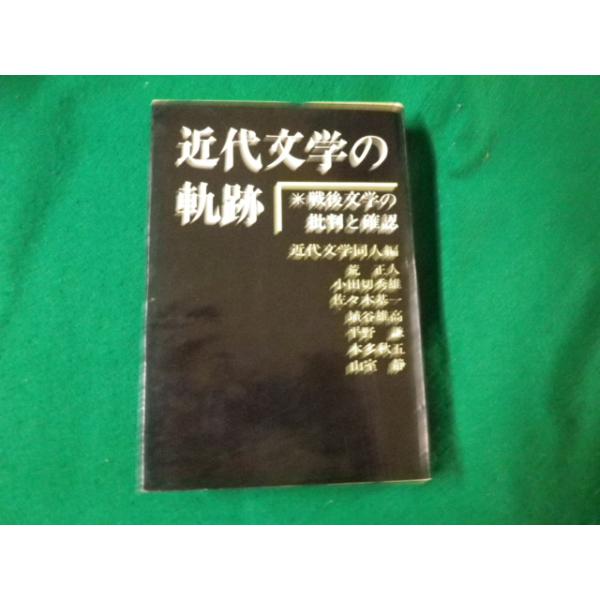 近代文学の
軌跡
※戦後文学の
批判と確認
近代文学同人編
荒 正人
小田切秀雄
佐々木基一
埴谷雄高
平野 謙
本多秋五
山室 静